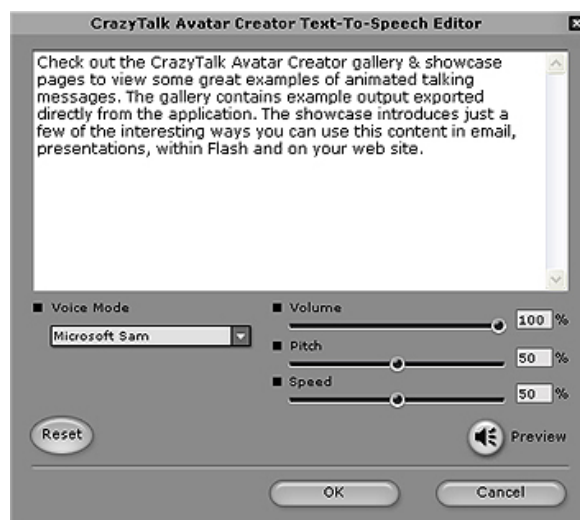 CrazyTalk Avatar Creator Text-To-Speech Editor
Check out the CrazyTalk Avatar Creator gallery & showcase
pages to view some great examples of animated talking
messages. The gallery contains example output exported
directly from the application. The showcase introduces just a
few of the interesting ways you can use this content in email,
presentations, within Flash and on your web site.
Voice Mode
Microsoft Sam
Volume
100 %
Pitch
50 %
Speed
50 %
Reset
Preview
OK
Cancel